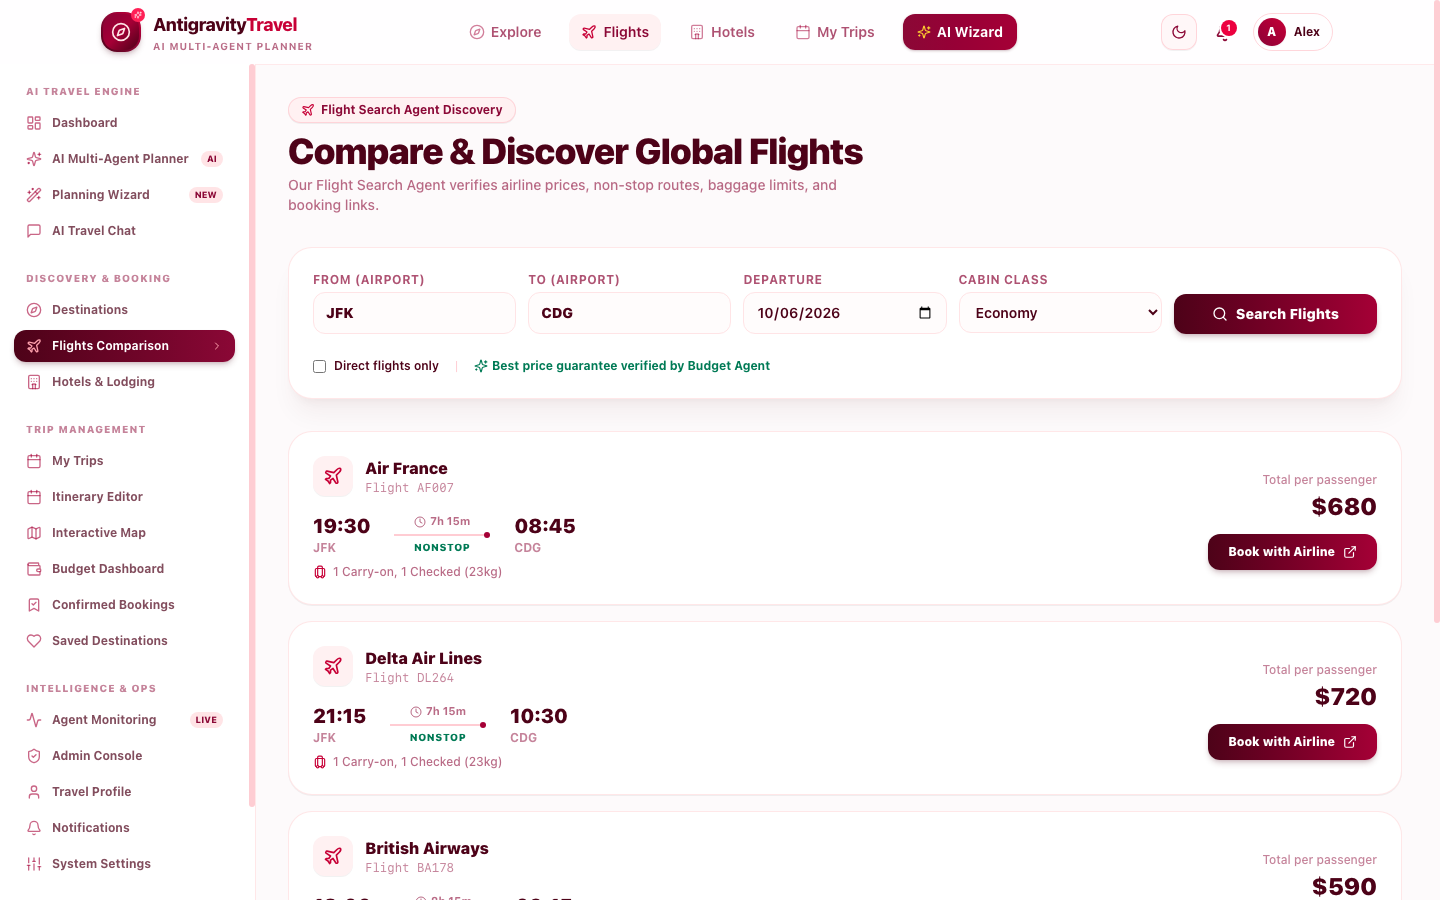 AntigravityTravel
AI MULTI-AGENT PLANNER
Explore
Flights
Hotels
My Trips
AI Wizard
1
A
Alex
AI TRAVEL ENGINE
Dashboard
AI Multi-Agent Planner AI
Planning Wizard NEW
AI Travel Chat
DISCOVERY & BOOKING
Destinations
Flights Comparison
Hotels & Lodging
TRIP MANAGEMENT
My Trips
Itinerary Editor
Interactive Map
Budget Dashboard
Confirmed Bookings
Saved Destinations
INTELLIGENCE & OPS
Agent Monitoring LIVE
Admin Console
Travel Profile
Notifications
System Settings
Flight Search Agent Discovery
Compare & Discover Global Flights
Our Flight Search Agent verifies airline prices, non-stop routes, baggage limits, and
booking links.
FROM (AIRPORT)
JFK
TO (AIRPORT)
CDG
DEPARTURE
10/06/2026
CABIN CLASS
Economy
Search Flights
Direct flights only
Best price guarantee verified by Budget Agent
Air France
Flight AF007
19:30
JFK
7h 15m
NONSTOP
08:45
CDG
1 Carry-on, 1 Checked (23kg)
Total per passenger
$680
Book with Airline
Delta Air Lines
Flight DL264
21:15
JFK
7h 15m
NONSTOP
10:30
CDG
1 Carry-on, 1 Checked (23kg)
Total per passenger
$720
Book with Airline
British Airways
Flight BA178
Total per passenger
$590